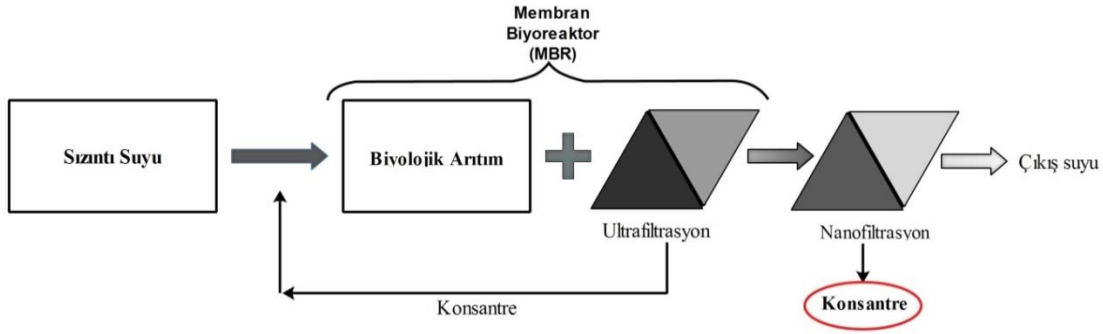 Membran
Biyoreaktor
(MBR)
Sızıntı Suyu
Biyolojik Arıtım
Çıkış suyu
Ultrafiltrasyon
Nanofiltrasyon
Konsantre
Konsantre